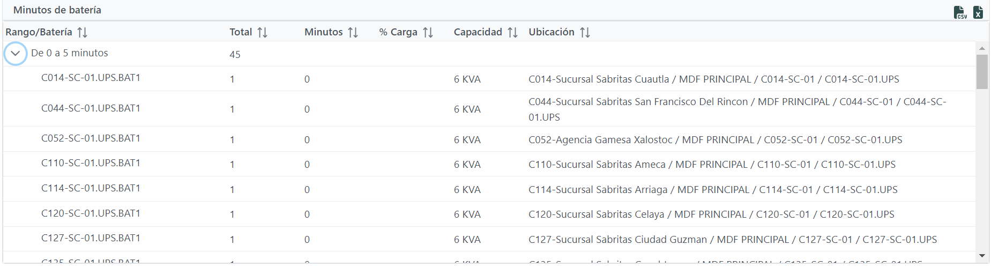 Minutos de batería
CSV X
Rango/Batería Total Minutos % Carga Capacidad Ubicación
De 0 a 5 minutos 45
C014-SC-01.UPS.BAT1 1 0 6 KVA C014-Sucursal Sabritas Cuautla / MDF PRINCIPAL / C014-SC-01 / C014-SC-01.UPS
C044-SC-01.UPS.BAT1 1 0 6 KVA C044-Sucursal Sabritas San Francisco Del Rincon / MDF PRINCIPAL / C044-SC-01 / C044-SC-
01.UPS
C052-SC-01.UPS.BAT1 1 0 6 KVA C052-Agencia Gamesa Xalostoc / MDF PRINCIPAL / C052-SC-01 / C052-SC-01.UPS
C110-SC-01.UPS.BAT1 1 0 6 KVA C110-Sucursal Sabritas Ameca / MDF PRINCIPAL / C110-SC-01 / C110-SC-01.UPS
C114-SC-01.UPS.BAT1 1 0 6 KVA C114-Sucursal Sabritas Arriaga / MDF PRINCIPAL / C114-SC-01 / C114-SC-01.UPS
C120-SC-01.UPS.BAT1 1 0 6 KVA C120-Sucursal Sabritas Celaya / MDF PRINCIPAL / C120-SC-01 / C120-SC-01.UPS
C127-SC-01.UPS.BAT1 1 0 6 KVA C127-Sucursal Sabritas Ciudad Guzman / MDF PRINCIPAL / C127-SC-01 / C127-SC-01.UPS